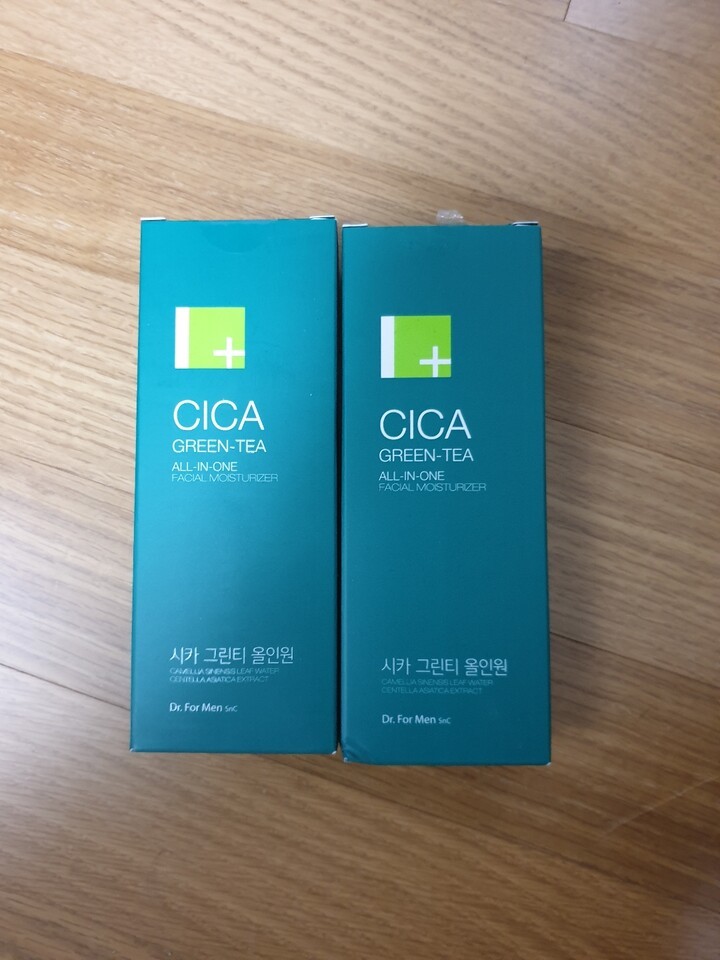 CICA
GREEN-TEA
ALL-IN-ONE
FACIAL MOISTURIZER
시카 그린티 올인원
CAMELLIA SINENSIS LEAF WATER
CENTELLA ASIATICA EXTRACT
Dr. For Men SnC
CICA
GREEN-TEA
ALL-IN-ONE
FACIAL MOISTURIZER
시카 그린티 올인원
CAMELLIA SINENSIS LEAF WATER
CENTELLA ASIATICA EXTRACT
Dr. For Men SnC